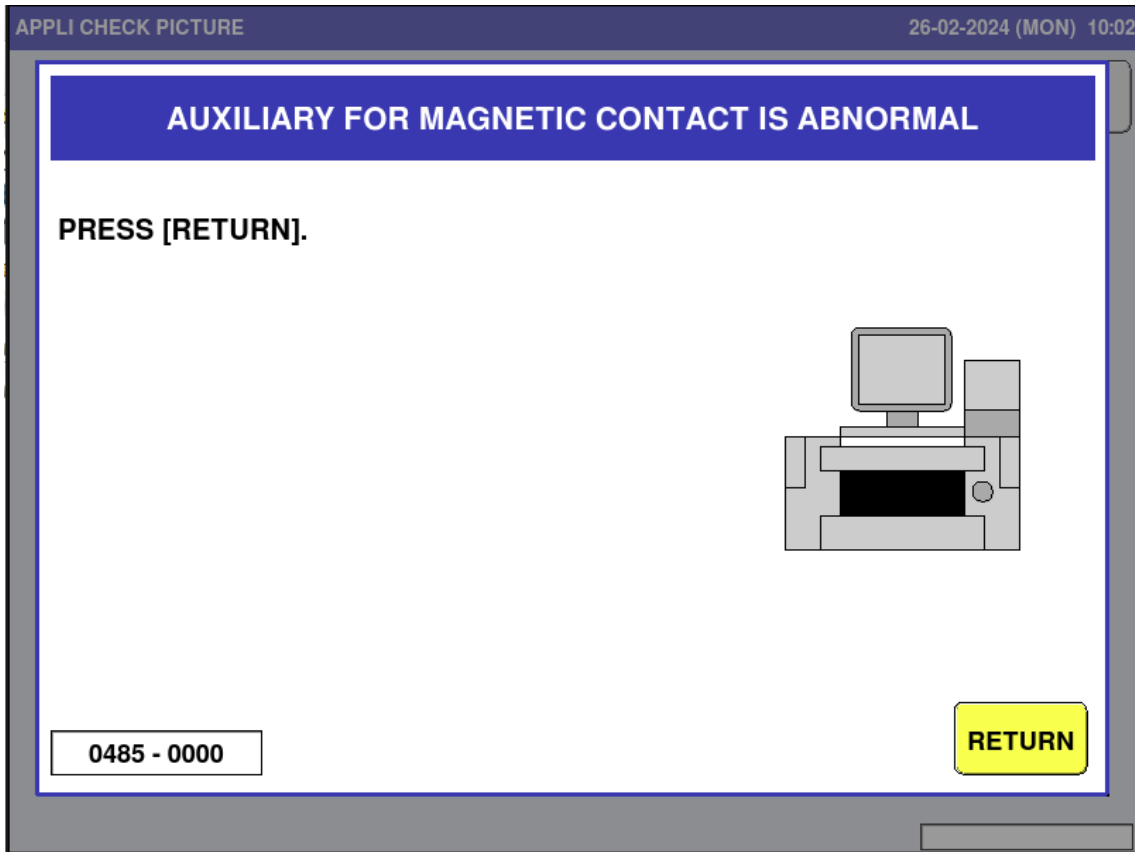 APPLI CHECK PICTURE 26-02-2024 (MON) 10:02
AUXILIARY FOR MAGNETIC CONTACT IS ABNORMAL
PRESS [RETURN].
0485 - 0000
RETURN